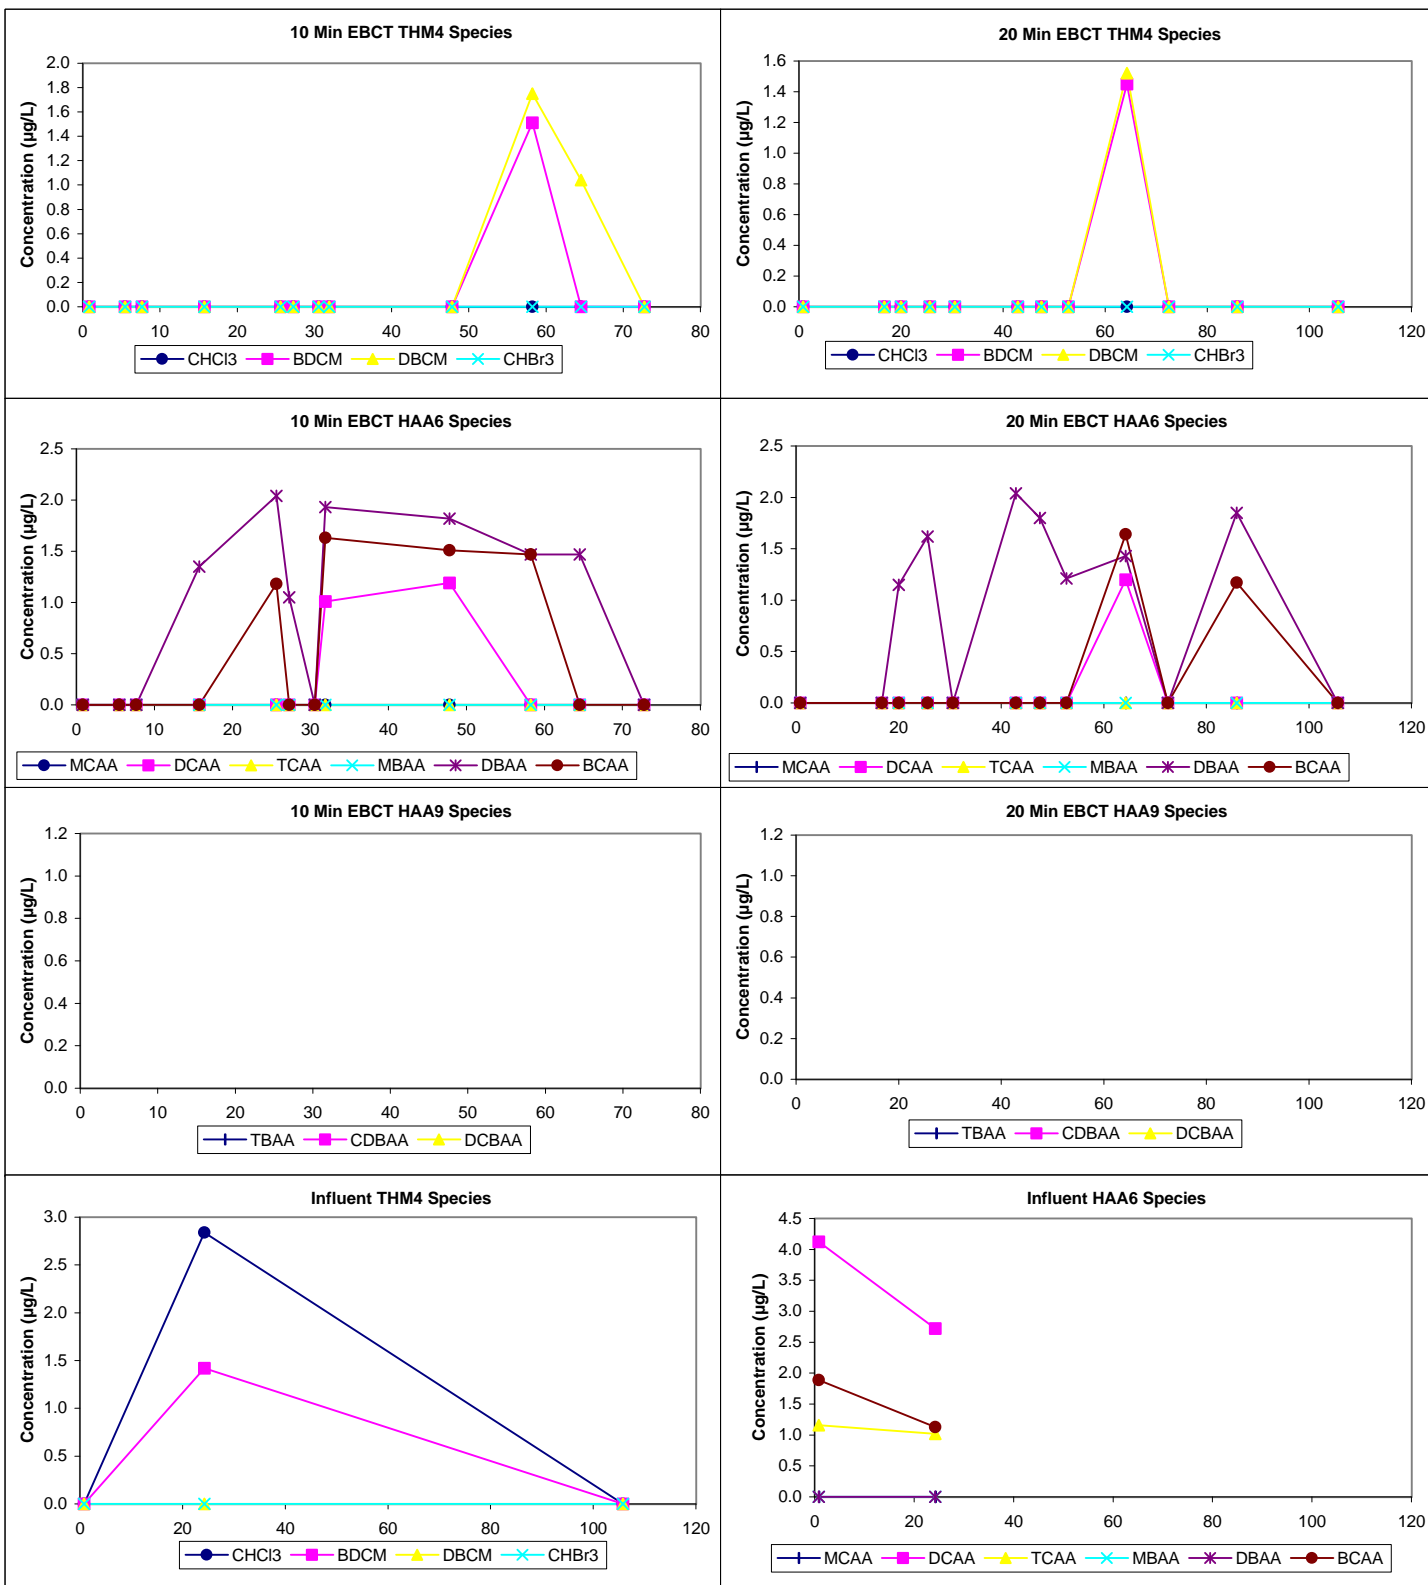 10 Min EBCT THM4 Species
Concentration (µg/L)
2.0
1.8
1.6
1.4
1.2
1.0
0.8
0.6
0.4
0.2
0.0
0 10 20 30 40 50 60 70 80
CHCl3 BDCM DBCM CHBr3
20 Min EBCT THM4 Species
Concentration (µg/L)
1.6
1.4
1.2
1.0
0.8
0.6
0.4
0.2
0.0
0 20 40 60 80 100 120
CHCl3 BDCM DBCM CHBr3
10 Min EBCT HAA6 Species
Concentration (µg/L)
2.5
2.0
1.5
1.0
0.5
0.0
0 10 20 30 40 50 60 70 80
MCAA DCAA TCAA MBAA DBAA BCAA
20 Min EBCT HAA6 Species
Concentration (µg/L)
2.5
2.0
1.5
1.0
0.5
0.0
0 20 40 60 80 100 120
MCAA DCAA TCAA MBAA DBAA BCAA
10 Min EBCT HAA9 Species
Concentration (µg/L)
1.2
1.0
0.8
0.6
0.4
0.2
0.0
0 10 20 30 40 50 60 70 80
TBAA CDBAA DCBAA
20 Min EBCT HAA9 Species
Concentration (µg/L)
1.2
1.0
0.8
0.6
0.4
0.2
0.0
0 20 40 60 80 100 120
TBAA CDBAA DCBAA
Influent THM4 Species
Concentration (µg/L)
3.0
2.5
2.0
1.5
1.0
0.5
0.0
0 20 40 60 80 100 120
CHCl3 BDCM DBCM CHBr3
Influent HAA6 Species
Concentration (µg/L)
4.5
4.0
3.5
3.0
2.5
2.0
1.5
1.0
0.5
0.0
0 20 40 60 80 100 120
MCAA DCAA TCAA MBAA DBAA BCAA